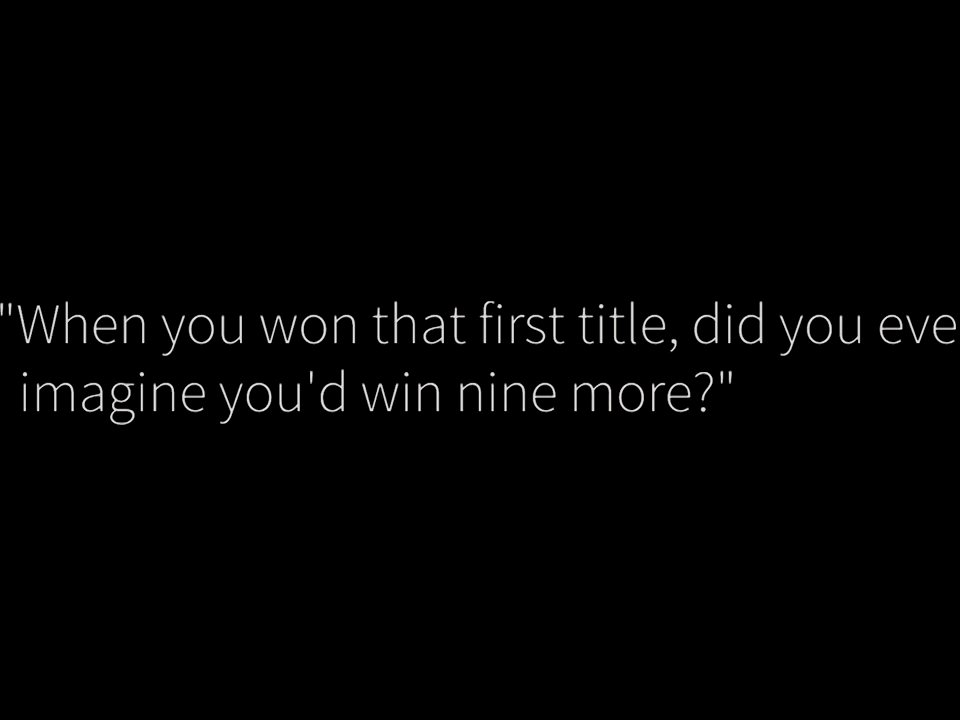 "When you won that first title, did you eve
imagine you'd win nine more?"